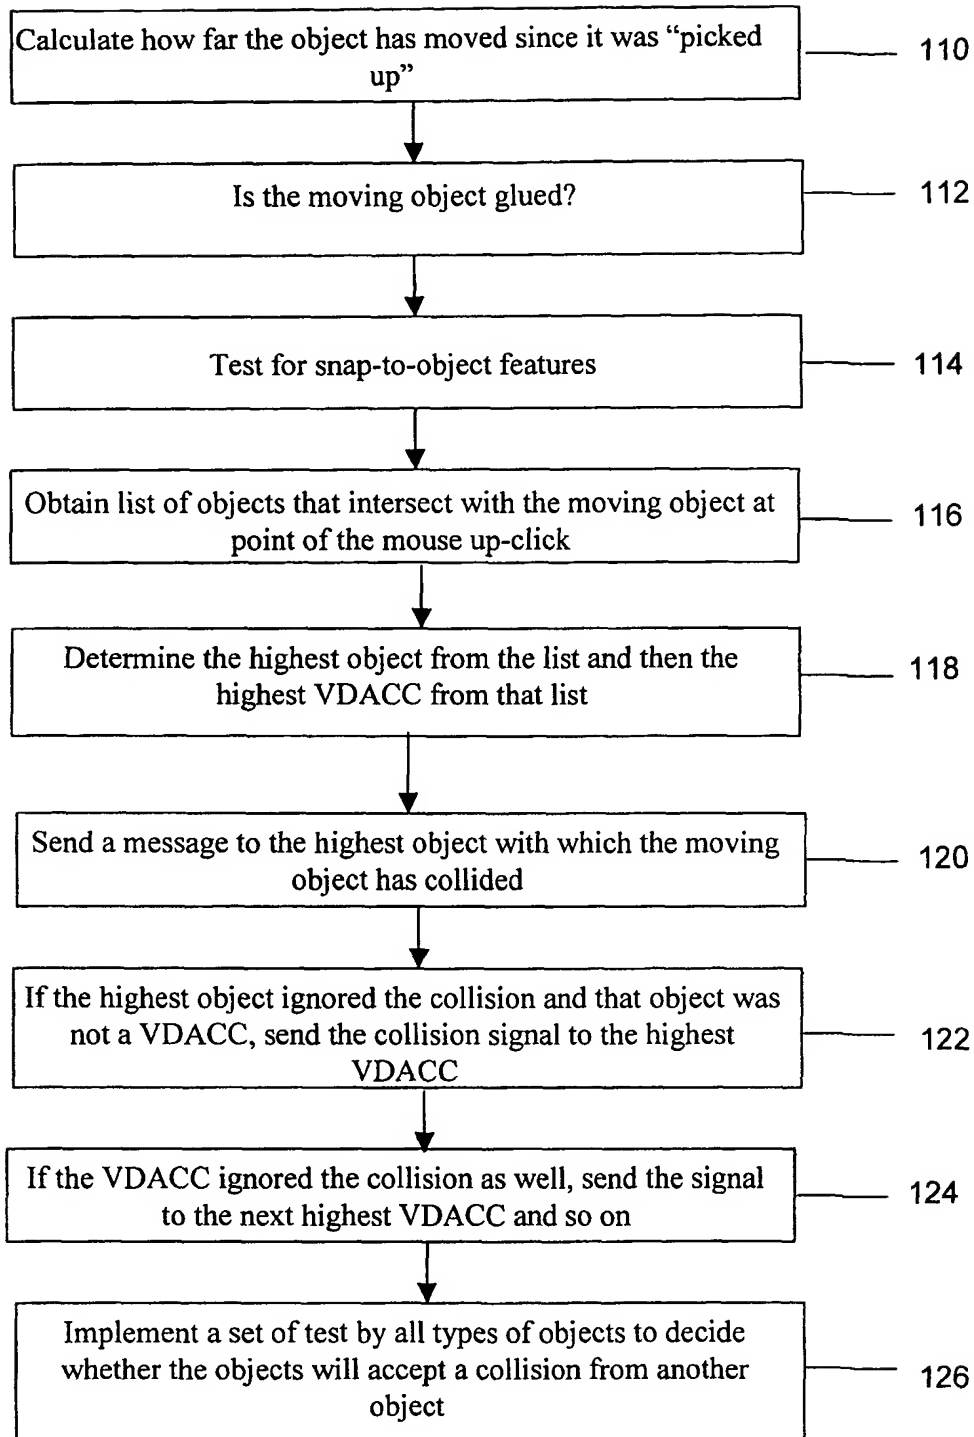 Calculate how far the object has moved since it was “picked
up”
110
Is the moving object glued?
112
Test for snap-to-object features
114
Obtain list of objects that intersect with the moving object at
point of the mouse up-click
116
Determine the highest object from the list and then the
highest VDACC from that list
118
Send a message to the highest object with which the moving
object has collided
120
If the highest object ignored the collision and that object was
not a VDACC, send the collision signal to the highest
VDACC
122
If the VDACC ignored the collision as well, send the signal
to the next highest VDACC and so on
124
Implement a set of test by all types of objects to decide
whether the objects will accept a collision from another
object
126